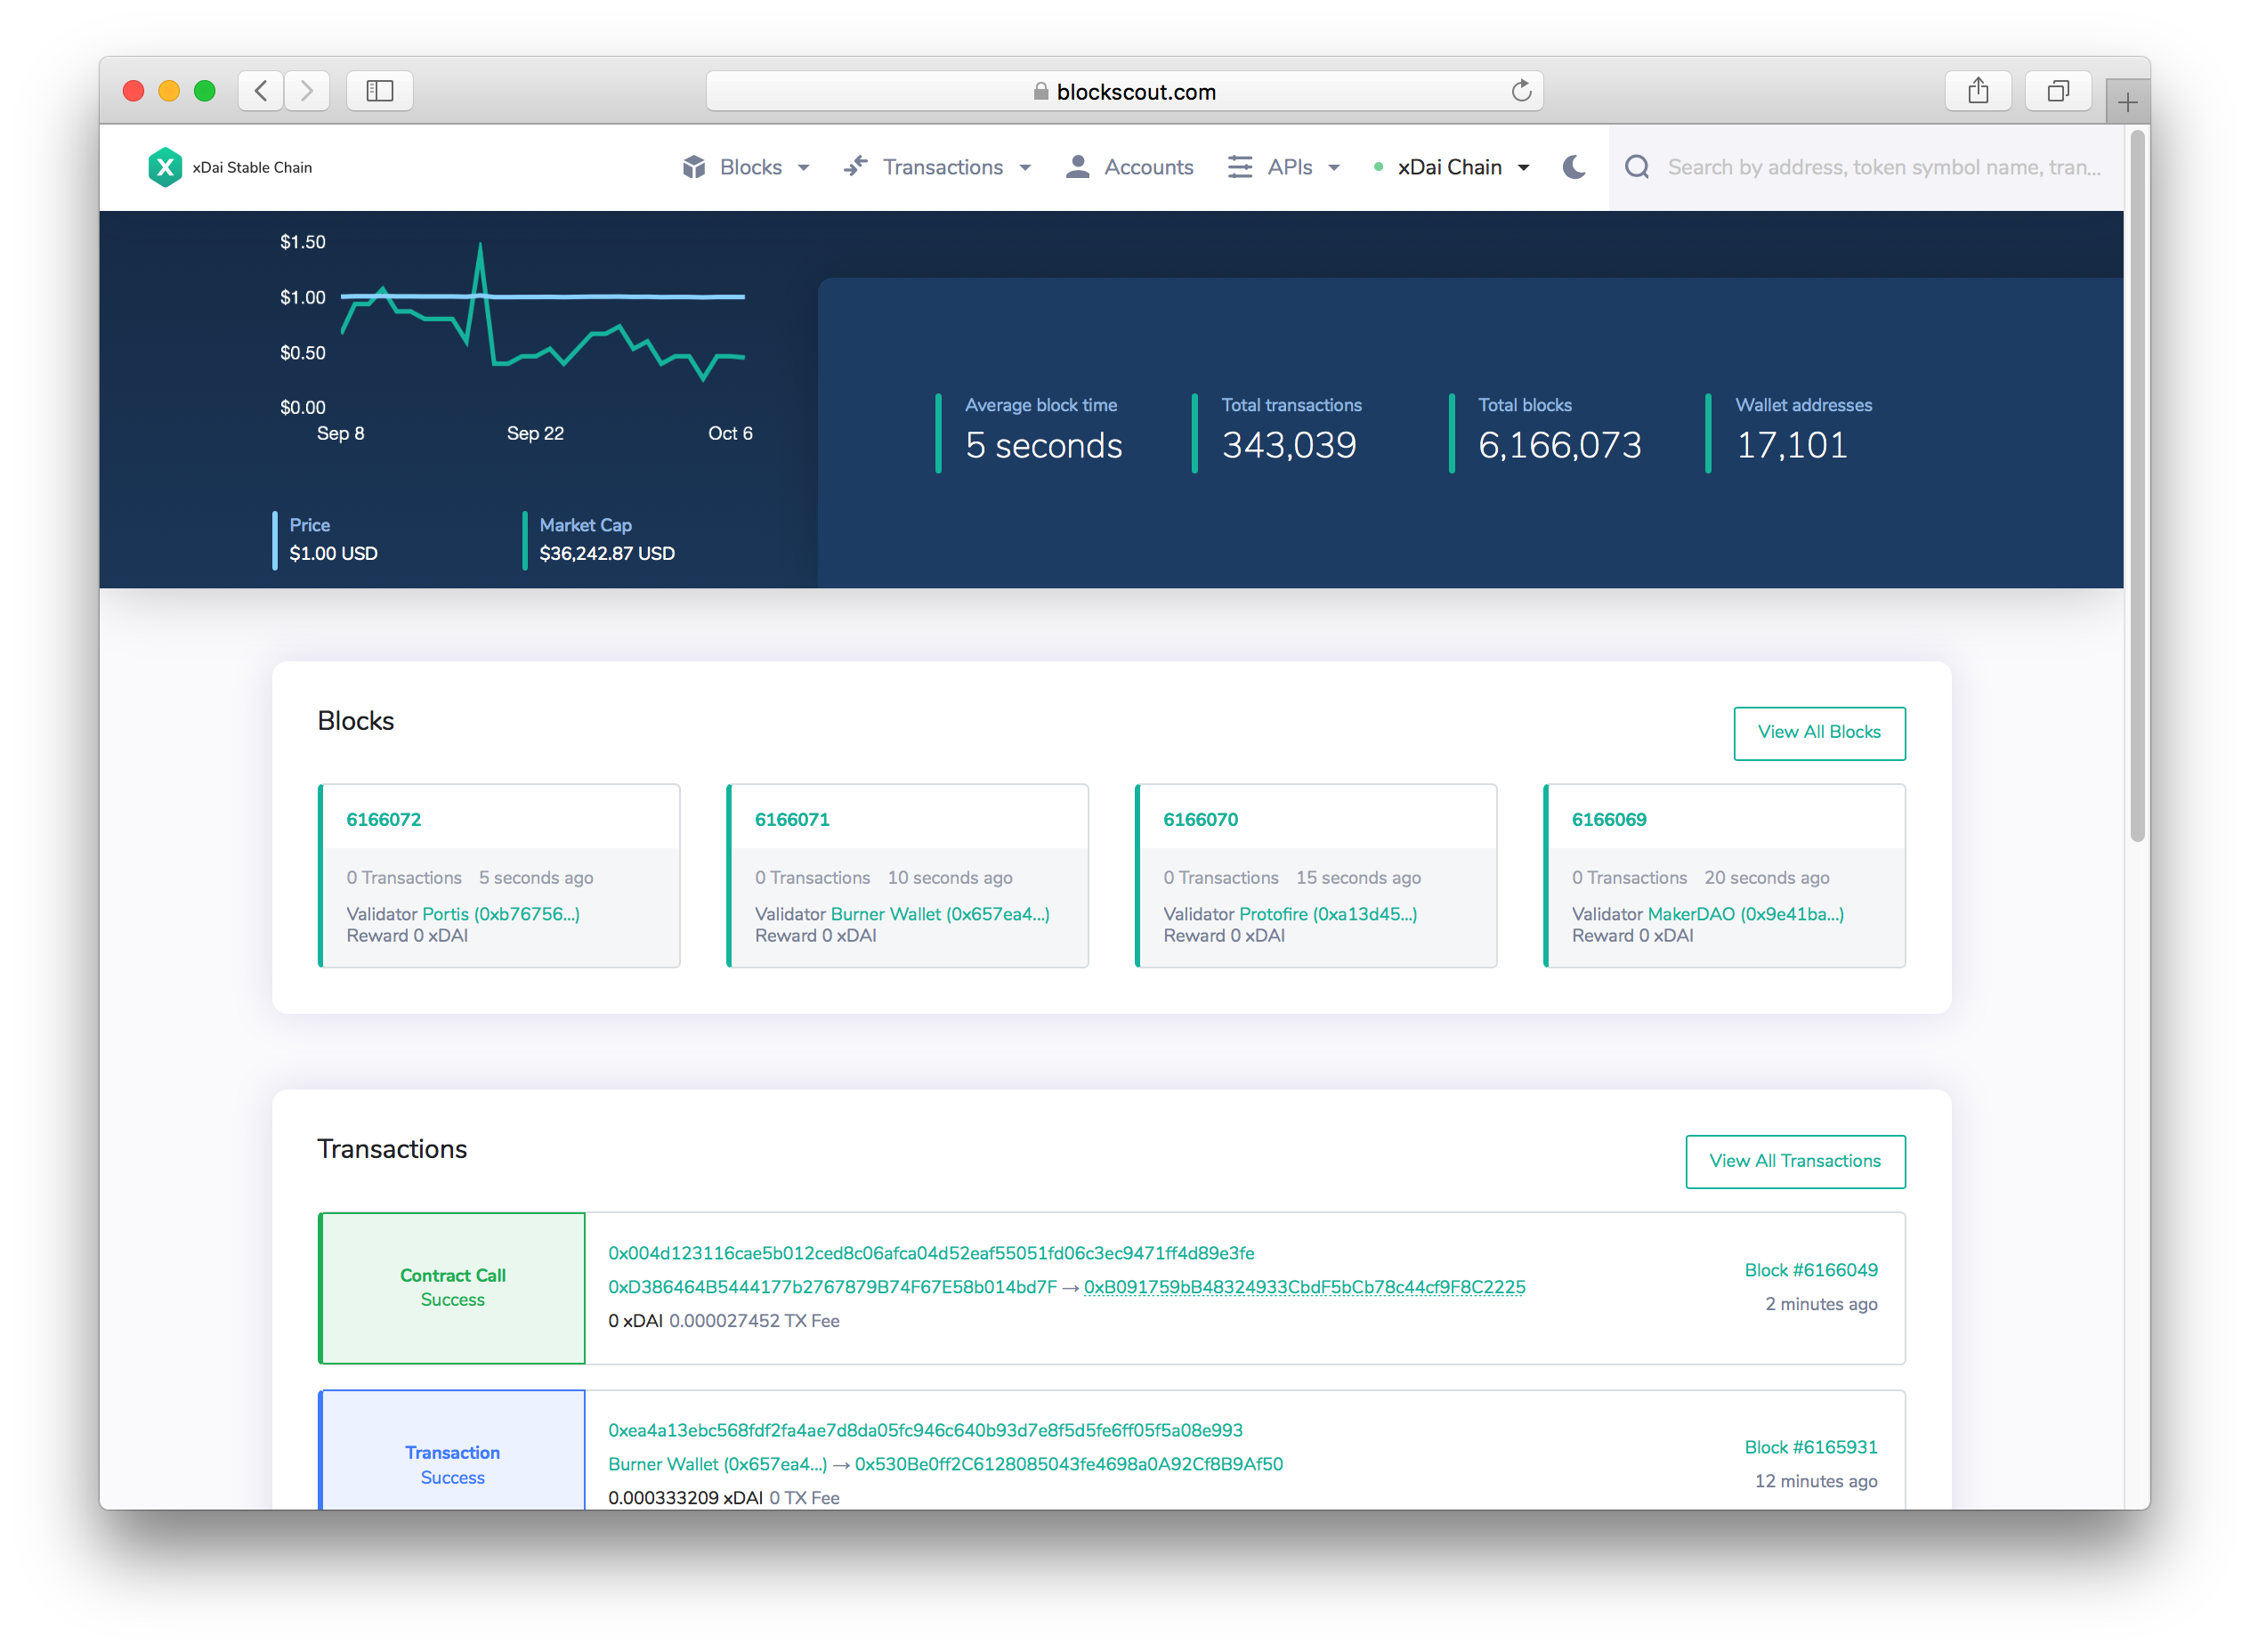 blockscout.com
xDai Stable Chain
Blocks
Transactions
Accounts
APIs
xDai Chain
Search by address, token symbol name, tran...
$1.50
$1.00
$0.50
$0.00
Sep 8 Sep 22 Oct 6
Price
$1.00 USD
Market Cap
$36,242.87 USD
Average block time
5 seconds
Total transactions
343,039
Total blocks
6,166,073
Wallet addresses
17,101
Blocks
View All Blocks
6166072
0 Transactions 5 seconds ago
Validator Portis (0xb76756...)
Reward 0 xDAI
6166071
0 Transactions 10 seconds ago
Validator Burner Wallet (0x657ea4...)
Reward 0 xDAI
6166070
0 Transactions 15 seconds ago
Validator Protofire (0xa13d45...)
Reward 0 xDAI
6166069
0 Transactions 20 seconds ago
Validator MakerDAO (0x9e41ba...)
Reward 0 xDAI
Transactions
View All Transactions
Contract Call
Success
0x004d123116cae5b012ced8c06afca04d52eaf55051fd06c3ec9471ff4d89e3fe
0xD386464B5444177b2767879B74F67E58b014bd7F → 0xB091759bB48324933CbdF5bCb78c44cf9F8C2225
0 xDAI 0.000027452 TX Fee
Block #6166049
2 minutes ago
Transaction
Success
0xea4a13ebc568fdf2fa4ae7d8da05fc946c640b93d7e8f5d5fe6ff05f5a08e993
Burner Wallet (0x657ea4...) → 0x530Be0ff2C6128085043fe4698a0A92Cf8B9Af50
0.000333209 xDAI 0 TX Fee
Block #6165931
12 minutes ago